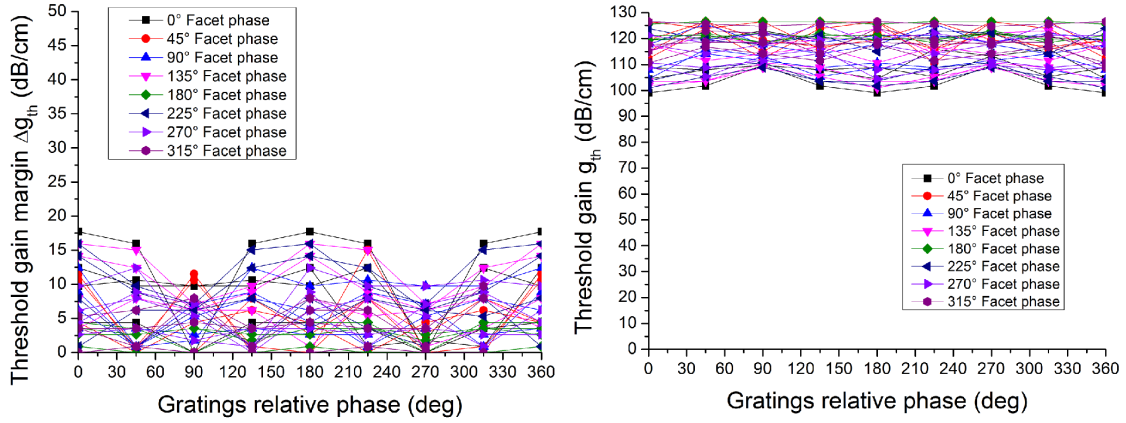 Threshold gain margin Δg_th (dB/cm)
50
45
40
35
30
25
20
15
10
5
0
0° Facet phase
45° Facet phase
90° Facet phase
135° Facet phase
180° Facet phase
225° Facet phase
270° Facet phase
315° Facet phase
0 30 60 90 120 150 180 210 240 270 300 330 360
Gratings relative phase (deg)
Threshold gain g_th (dB/cm)
130
120
110
100
90
80
70
60
50
40
30
20
10
0
0° Facet phase
45° Facet phase
90° Facet phase
135° Facet phase
180° Facet phase
225° Facet phase
270° Facet phase
315° Facet phase
0 30 60 90 120 150 180 210 240 270 300 330 360
Gratings relative phase (deg)